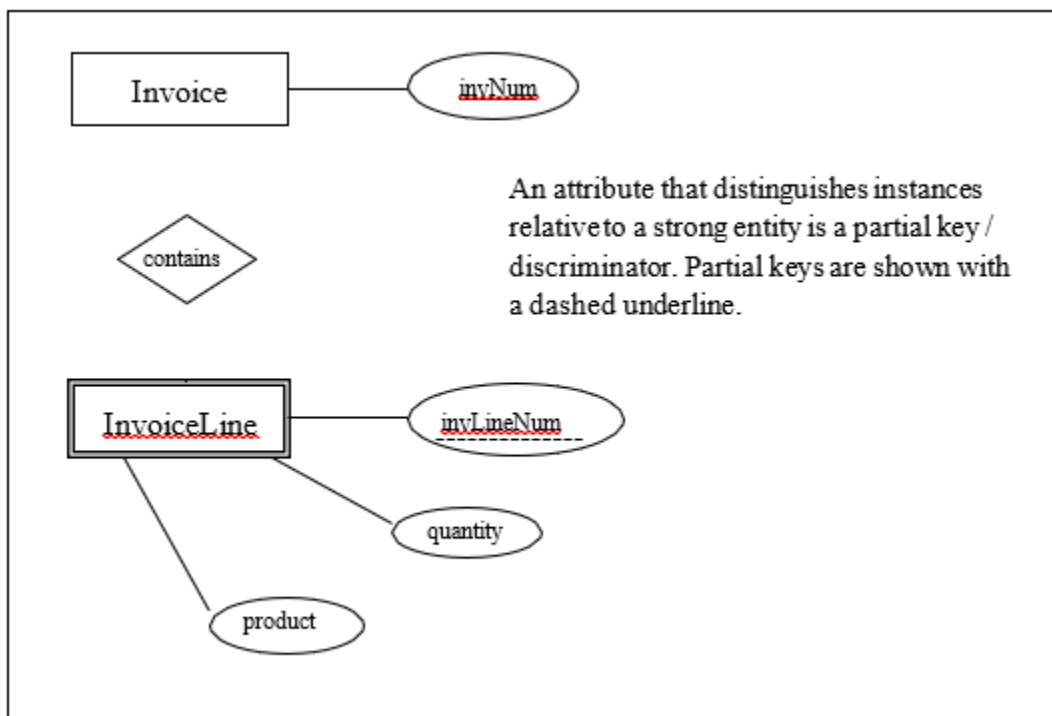 Invoice
invNum
An attribute that distinguishes instances
relative to a strong entity is a partial key /
discriminator. Partial keys are shown with
a dashed underline.
contains
InvoiceLine
invLineNum
quantity
product